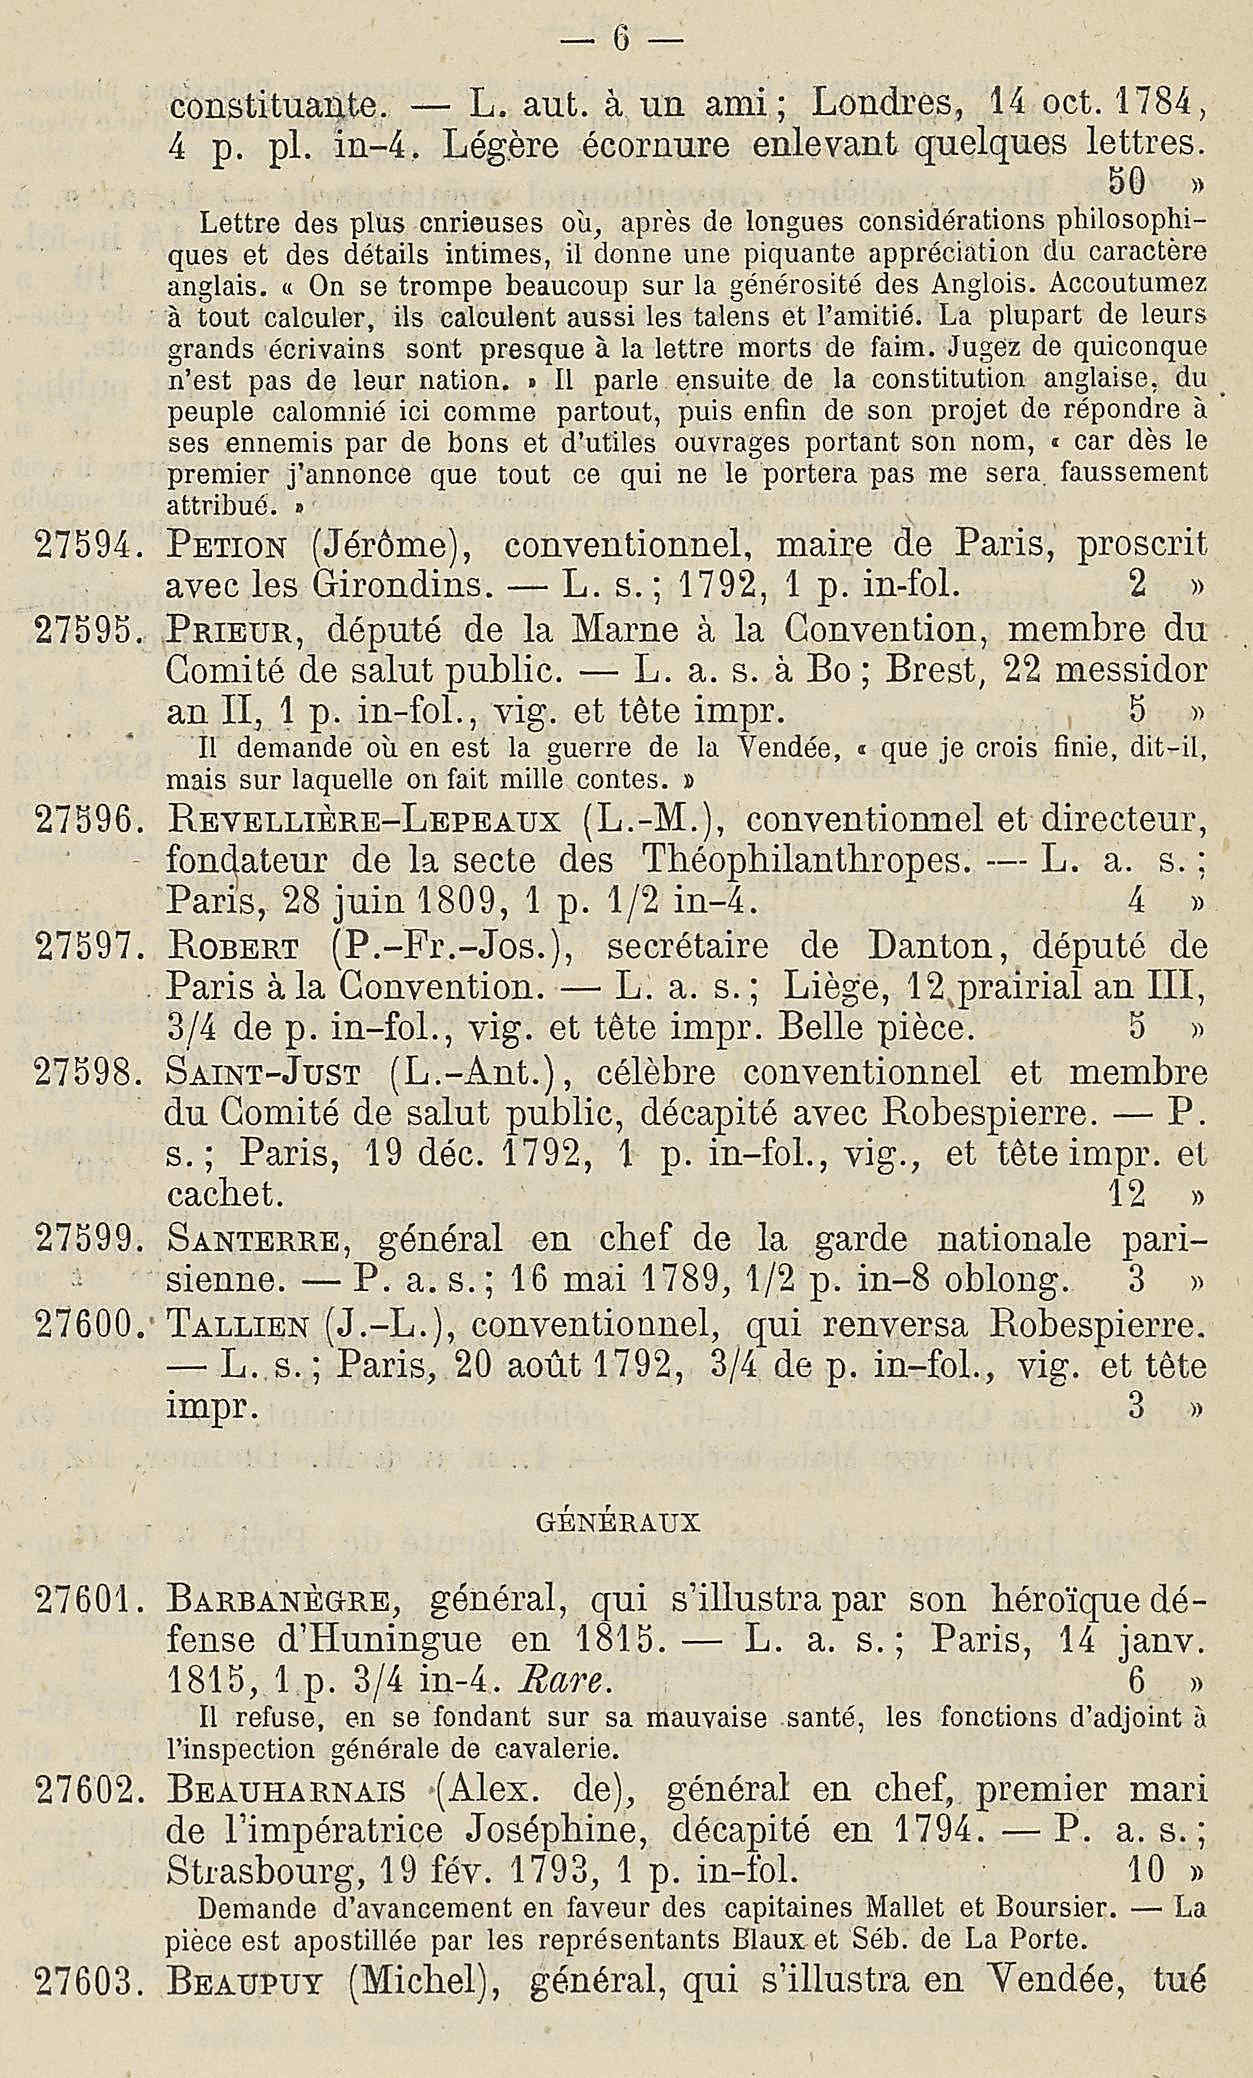 — 6 —
constituante. — L. aut. à un ami; Londres, 14 oct. 1784,
4 p. pl. in-4. Légère écornure enlevant quelques lettres.
50 »
Lettre des plus cnrieuses où, après de longues considérations philosophi-
ques et des détails intimes, il donne une piquante appréciation du caractère
anglais. « On se trompe beaucoup sur la générosité des Anglois. Accoutumez
à tout calculer, ils calculent aussi les talens et l'amitié. La plupart de leurs
grands écrivains sont presque à la lettre morts de faim. Jugez de quiconque
n'est pas de leur nation. » Il parle ensuite de la constitution anglaise, du
peuple calomnié ici comme partout, puis enfin de son projet de répondre à
ses ennemis par de bons et d'utiles ouvrages portant son nom, « car dès le
premier j'annonce que tout ce qui ne le portera pas me sera faussement
attribué. »
27594. PETION (Jérôme), conventionnel, maire de Paris, proscrit
avec les Girondins. — L. s.; 1792, 1 p. in-fol. 2 »
27595. PRIEUR, député de la Marne à la Convention, membre du
Comité de salut public. — L. a. s. à Bo; Brest, 22 messidor
an II, 1 p. in-fol., vig. et tête impr. 5 »
Il demande où en est la guerre de la Vendée, « que je crois finie, dit-il,
mais sur laquelle on fait mille contes. »
27596. REVELLIÈRE-LEPEAUX (L.-M.), conventionnel et directeur,
fondateur de la secte des Théophilanthropes. — L. a. s.;
Paris, 28 juin 1809, 1 p. 1/2 in-4. 4 »
27597. ROBERT (P.-Fr.-Jos.), secrétaire de Danton, député de
Paris à la Convention. — L. a. s.; Liège, 12 prairial an III,
3/4 de p. in-fol., vig. et tête impr. Belle pièce. 5 »
27598. SAINT-JUST (L.-Ant.), célèbre conventionnel et membre
du Comité de salut public, décapité avec Robespierre. — P.
s.; Paris, 19 déc. 1792, 1 p. in-fol., vig., et tête impr. et
cachet. 12 »
27599. SANTERRE, général en chef de la garde nationale pari-
sienne. — P. a. s.; 16 mai 1789, 1/2 p. in-8 oblong. 3 »
27600. TALLIEN (J.-L.), conventionnel, qui renversa Robespierre.
— L. s.; Paris, 20 août 1792, 3/4 de p. in-fol., vig. et tête
impr. 3 »
GÉNÉRAUX
27601. BARBANÈGRE, général, qui s'illustra par son héroïque dé-
fense d'Huningue en 1815. — L. a. s.; Paris, 14 janv.
1815, 1 p. 3/4 in-4. Rare. 6 »
Il refuse, en se fondant sur sa mauvaise santé, les fonctions d'adjoint à
l'inspection générale de cavalerie.
27602. BEAUHARNAIS (Alex. de), général en chef, premier mari
de l'impératrice Joséphine, décapité en 1794. — P. a. s.;
Strasbourg, 19 fév. 1793, 1 p. in-fol. 10 »
Demande d'avancement en faveur des capitaines Mallet et Boursier. — La
pièce est apostillée par les représentants Blaux et Séb. de La Porte.
27603. BEAUPUY (Michel), général, qui s'illustra en Vendée, tué